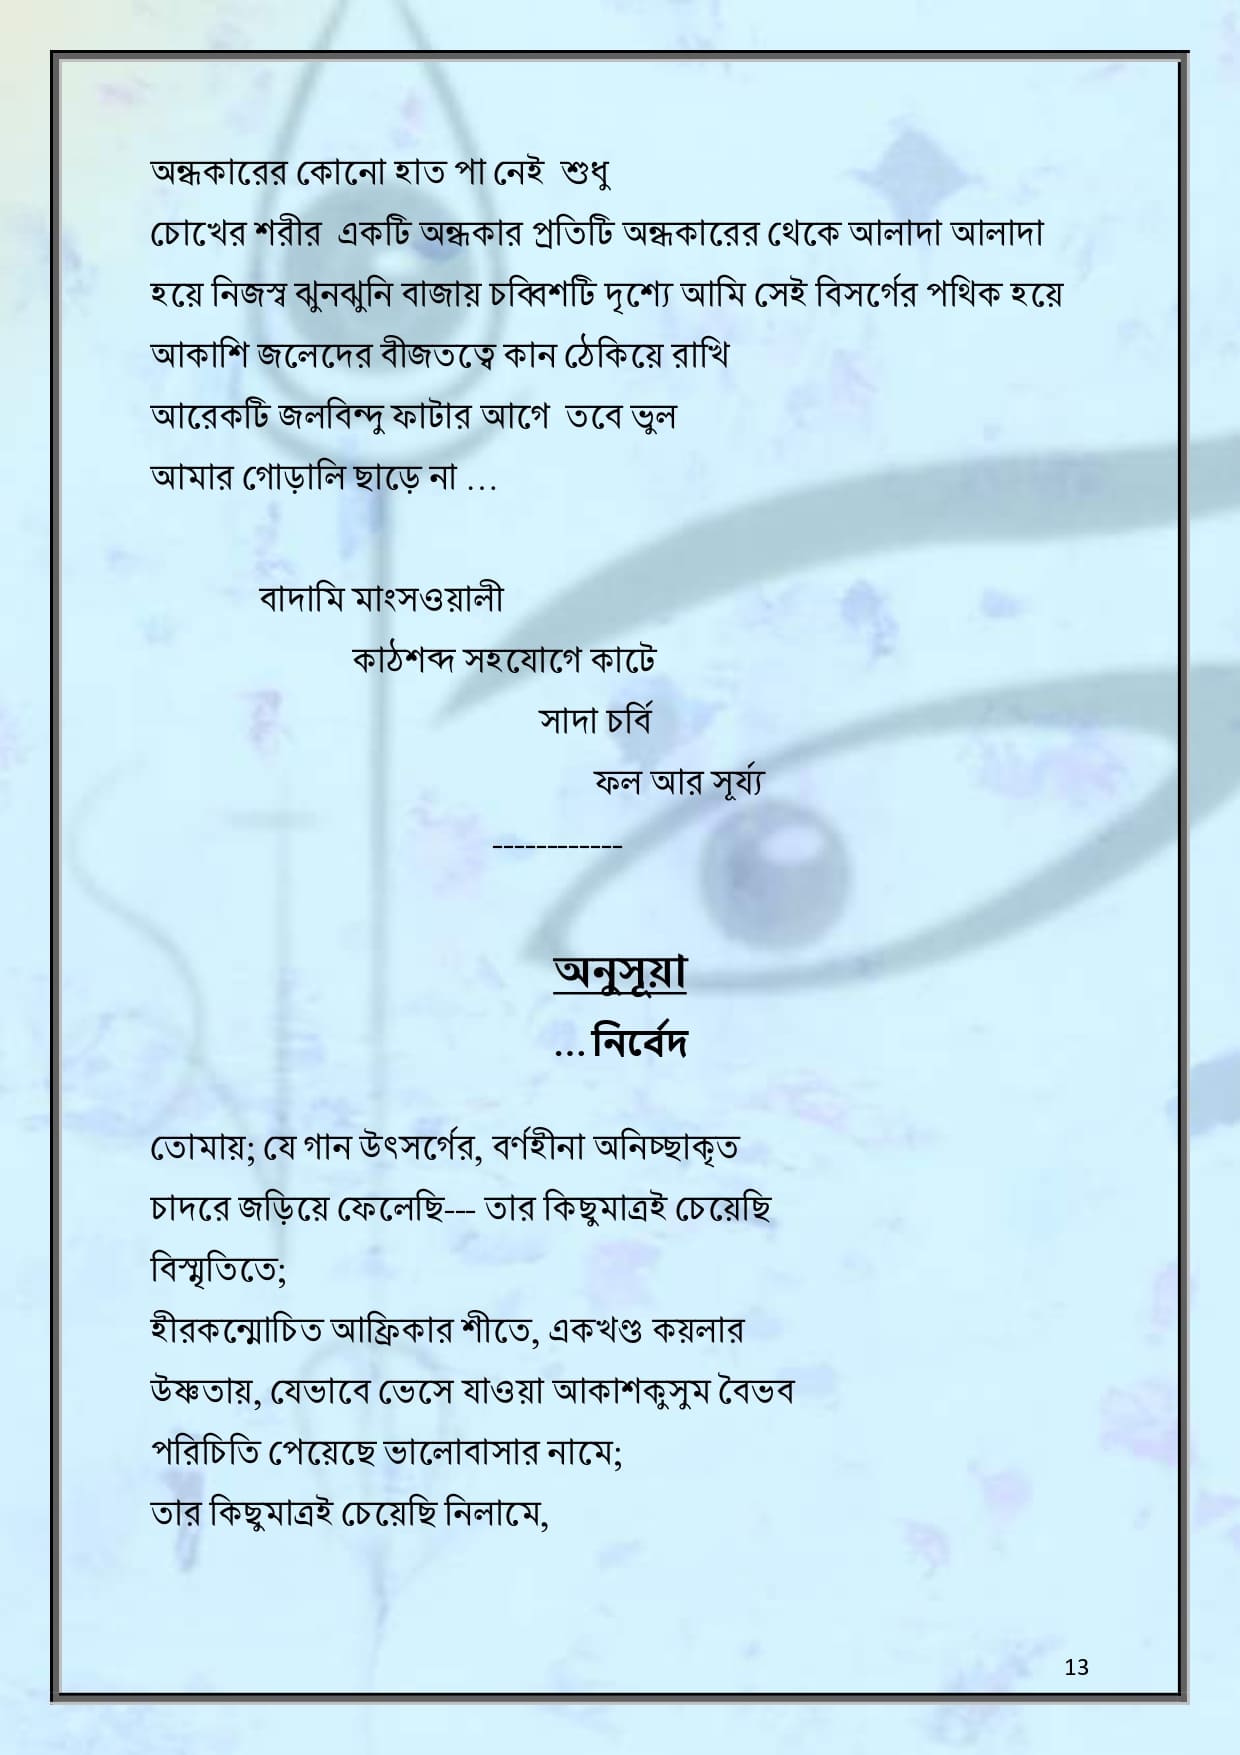 অন্ধকারের কোনো হাত পা নেই  শুধু
চোখের শরীর  একটি অন্ধকার প্রতিটি অন্ধকারের থেকে আলাদা আলাদা
হয়ে নিজস্ব ঝুনঝুনি বাজায় চব্বিশটি দৃশ্যে আমি সেই বিসর্গের পথিক হয়ে
আকাশি জলেদের বীজতত্বে কান ঠেকিয়ে রাখি
আরেকটি জলবিন্দু ফাটার আগে  তবে ভুল
আমার গোড়ালি ছাড়ে না ...
বাদামি মাংসওয়ালী
কাঠশব্দ সহযোগে কাটে
সাদা চর্বি
ফল আর সূর্য্য
------------
অনুসূয়া
... নির্বেদ
তোমায়; যে গান উৎসর্গের, বর্ণহীনা অনিচ্ছাকৃত
চাদরে জড়িয়ে ফেলেছি--- তার কিছুমাত্রই চেয়েছি
বিস্মৃতিতে;
হীরকন্মোচিত আফ্রিকার শীতে, একখণ্ড কয়লার
উষ্ণতায়, যেভাবে ভেসে যাওয়া আকাশকুসুম বৈভব
পরিচিতি পেয়েছে ভালোবাসার নামে;
তার কিছুমাত্রই চেয়েছি নিলামে,
13